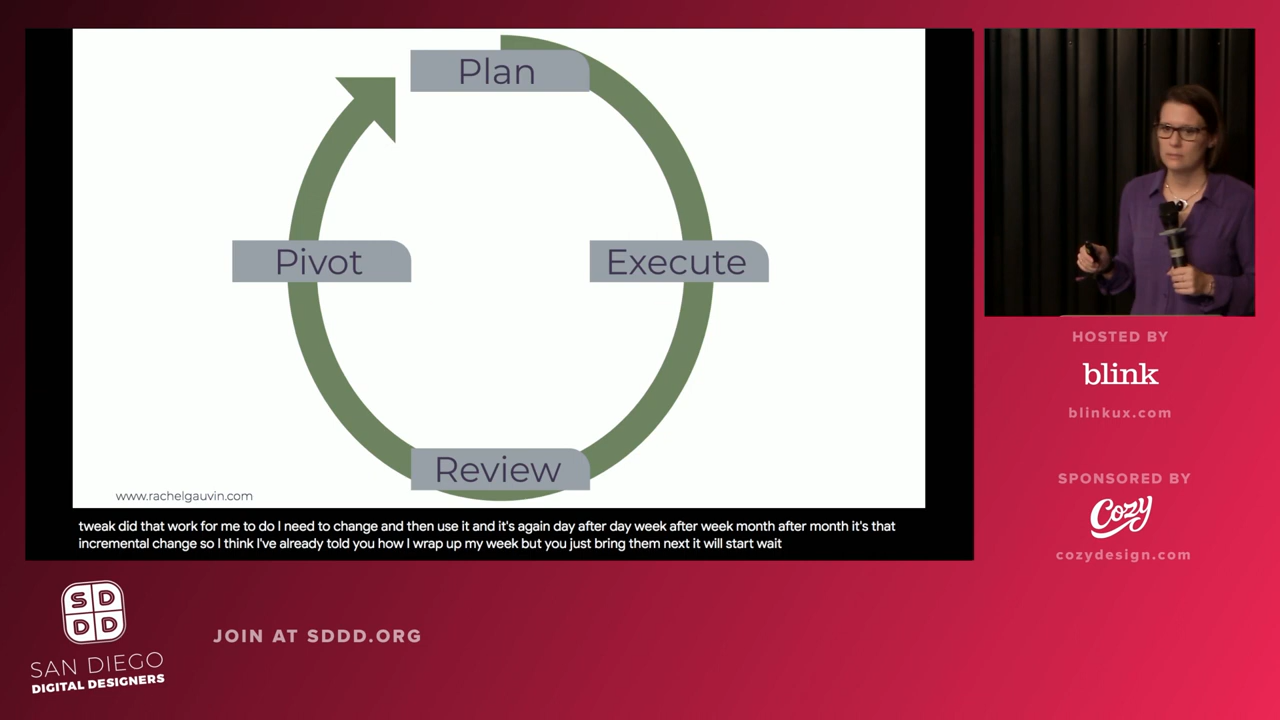 Plan
Pivot
Execute
Review
www.rachelgauvin.com
tweak did that work for me to do I need to change and then use it and it's again day after day week after week month after month it's that
incremental change so I think I've already told you how I wrap up my week but you just bring them next it will start wait
HOSTED BY
blink
blinkux.com
SPONSORED BY
Cozy
cozydesign.com
SD
DD
SAN DIEGO
DIGITAL DESIGNERS
JOIN AT SDDD.ORG